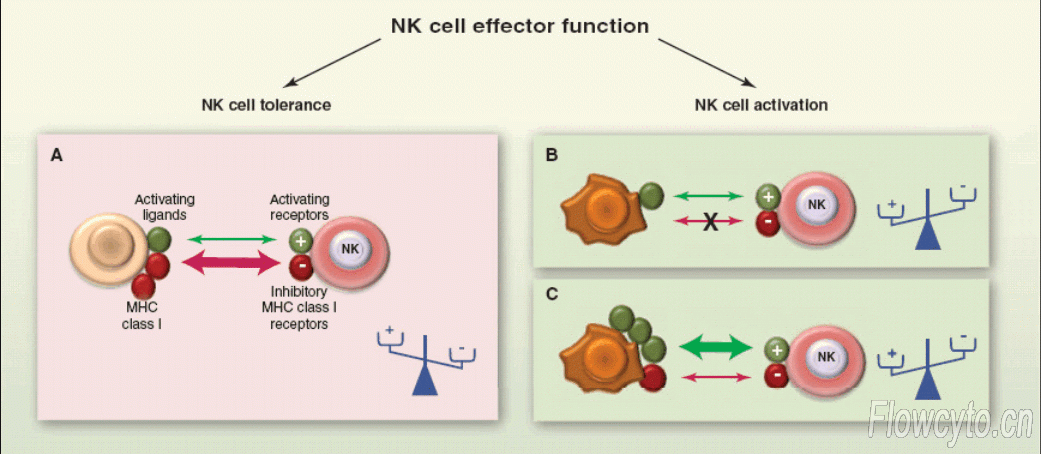 NK cell effector function
NK cell tolerance
NK cell activation
A
Activating
ligands
Activating
receptors
+
-
NK
MHC
class I
Inhibitory
MHC class I
receptors
+
-
B
+
-
X
NK
+
-
C
+
-
NK
+
-
Flowcyto.cn